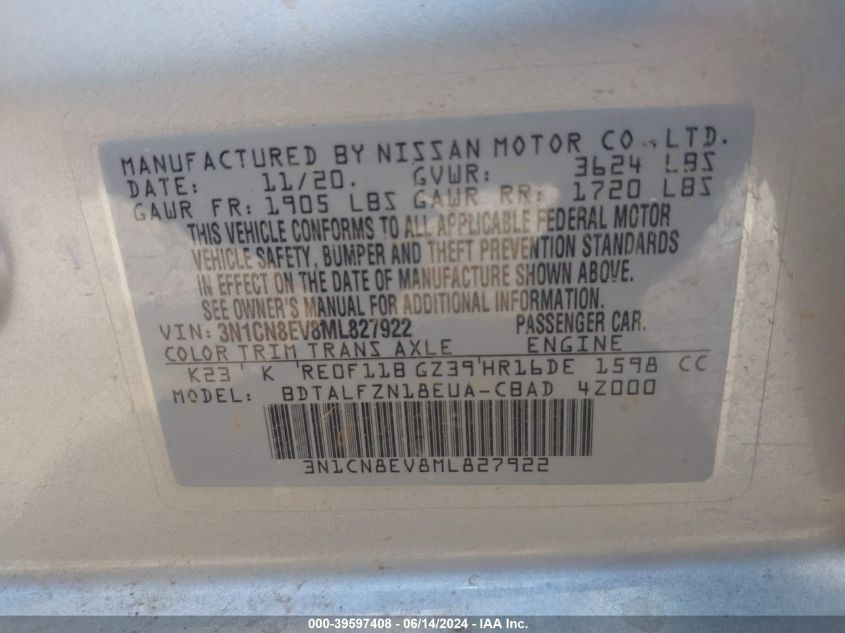 MANUFACTURED BY NISSAN MOTOR CO., LTD.
DATE: 11/20. GVWR: 3624 LBS
GAWR FR: 1905 LBS GAWR RR: 1720 LBS
THIS VEHICLE CONFORMS TO ALL APPLICABLE FEDERAL MOTOR
VEHICLE SAFETY, BUMPER AND THEFT PREVENTION STANDARDS
IN EFFECT ON THE DATE OF MANUFACTURE SHOWN ABOVE.
SEE OWNER'S MANUAL FOR ADDITIONAL INFORMATION.
VIN: 3N1CN8EV8ML827922 PASSENGER CAR.
COLOR TRIM TRANS AXLE ENGINE
K23 K RE0F11B GZ39 HR16DE 1598 CC
MODEL: BDTALFZN18EUA-CBAD 4Z000
3N1CN8EV8ML827922
000-39597408 - 06/14/2024 - IAA Inc.